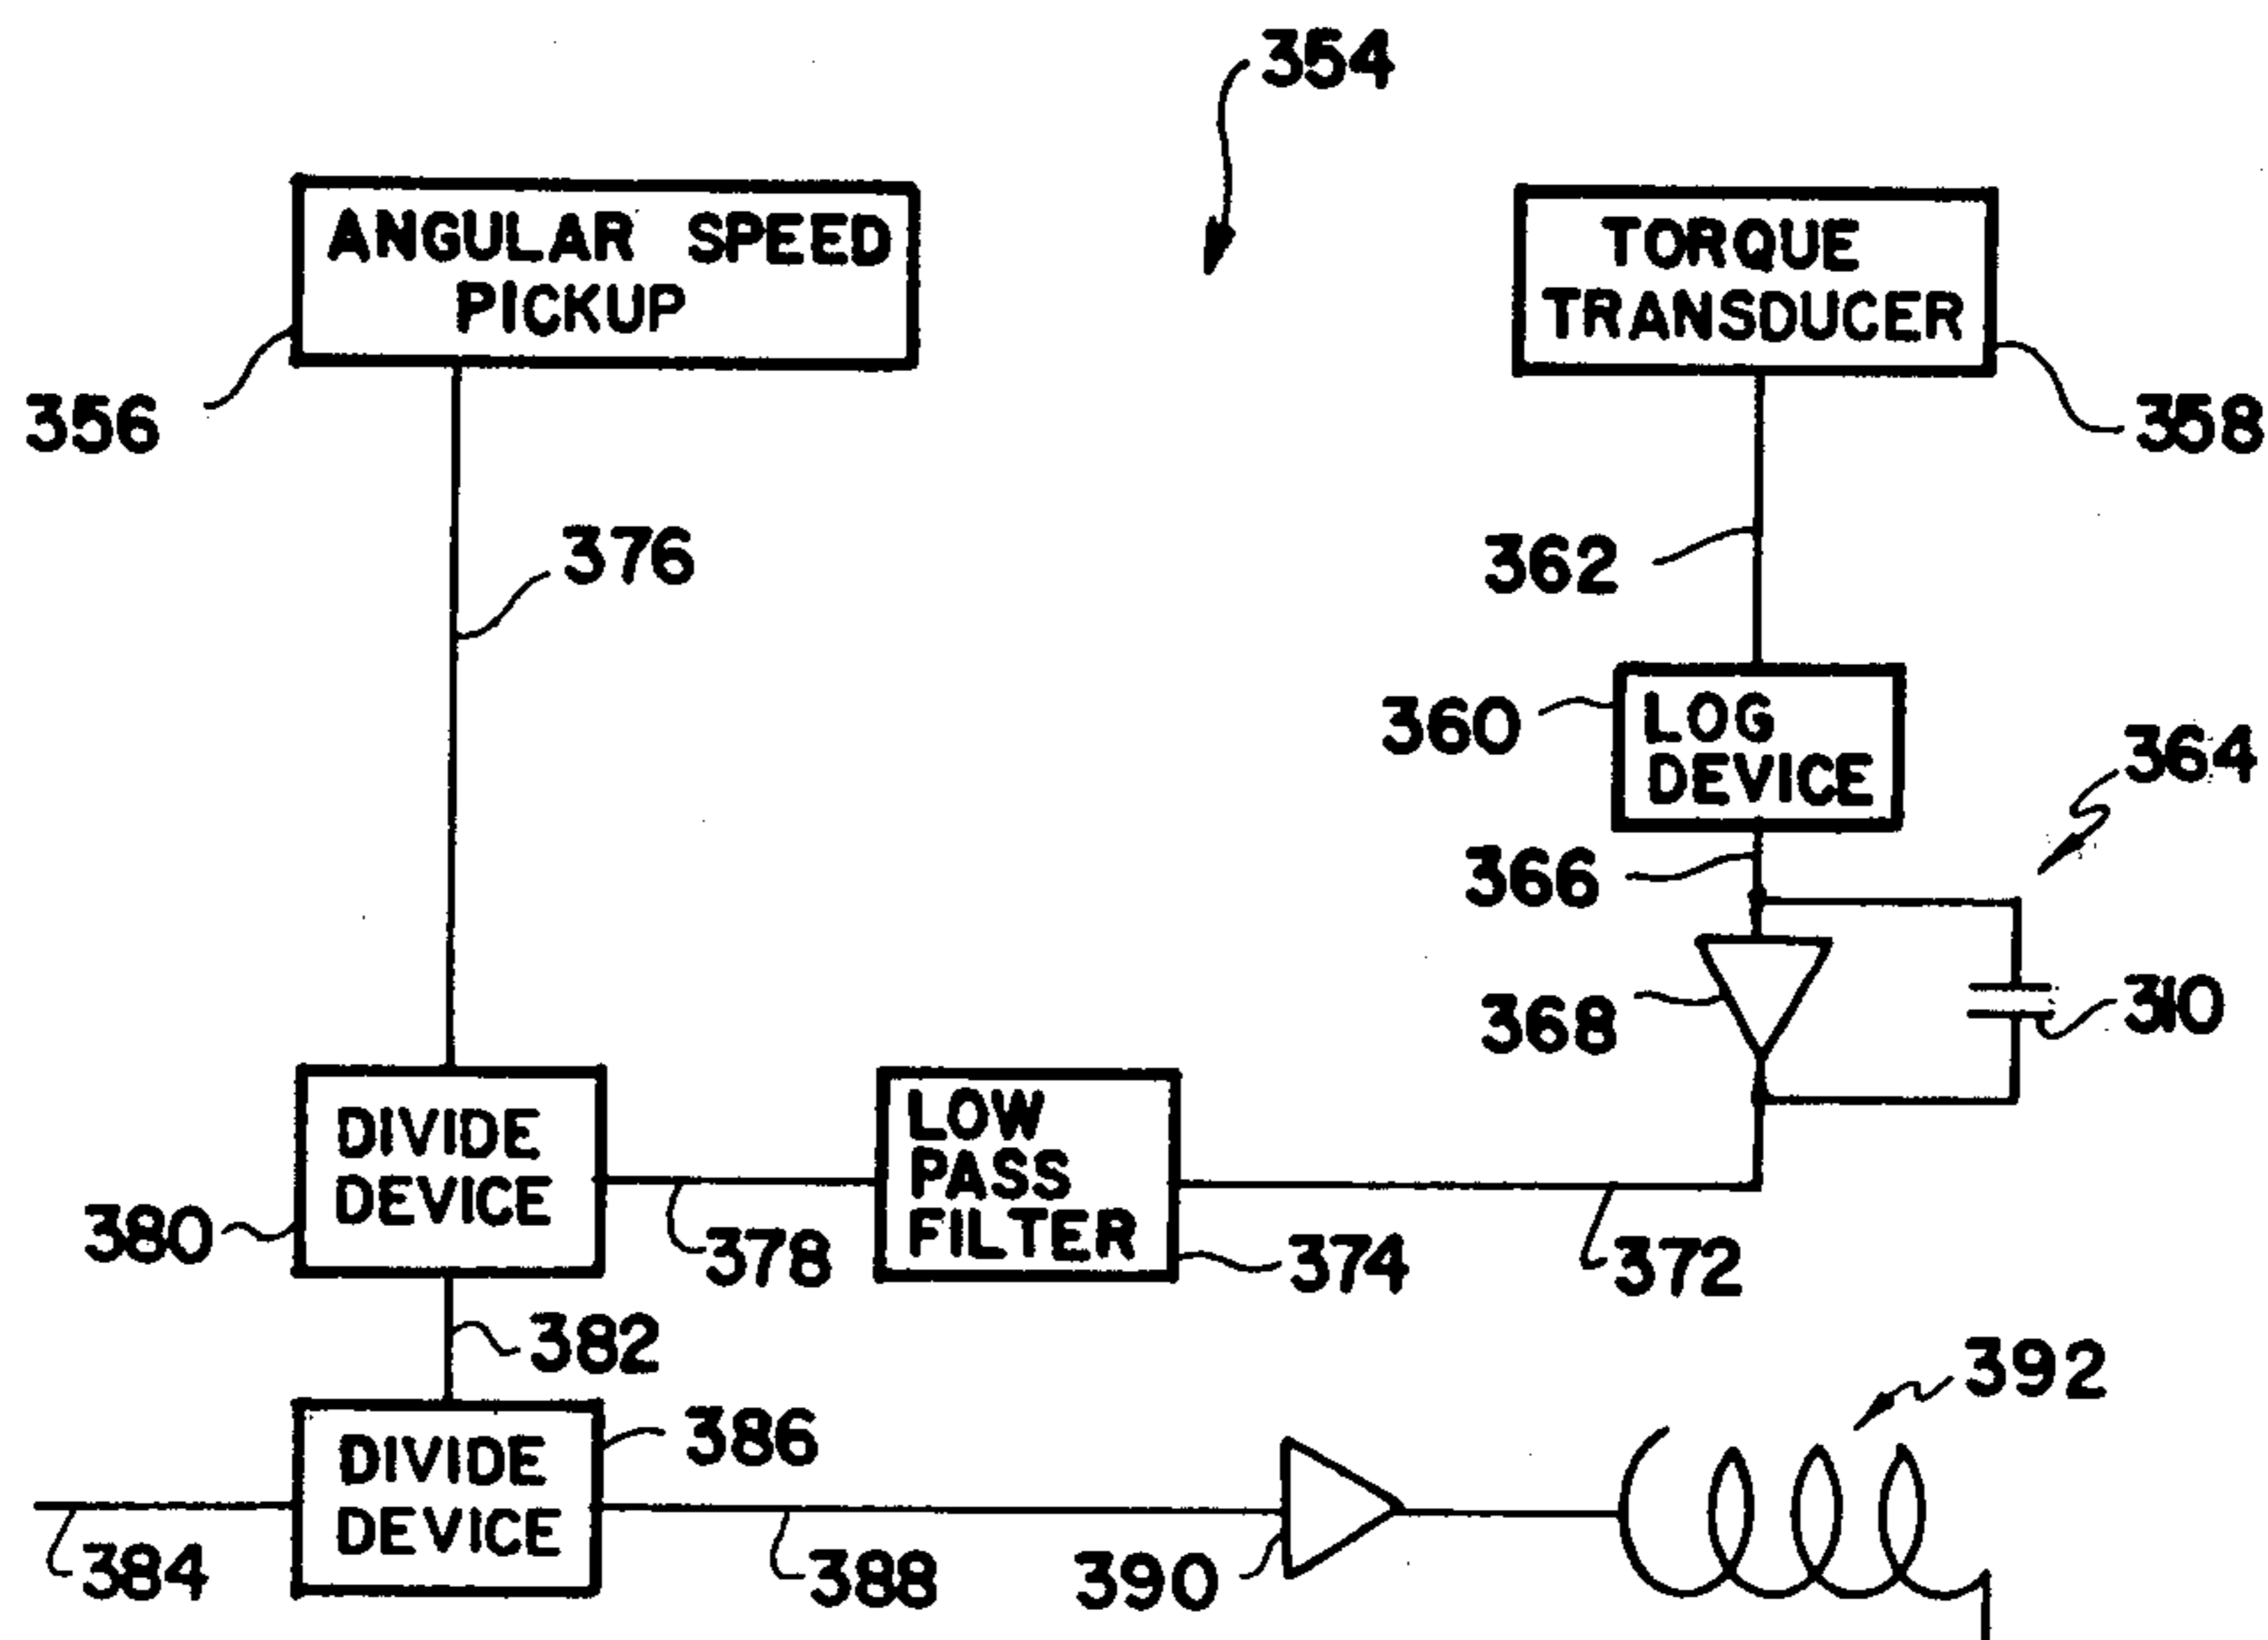 354
ANGULAR SPEED
PICKUP
TORQUE
TRANSDUCER
356
358
376
362
360
LOG
DEVICE
364
366
368
310
DIVIDE
DEVICE
LOW
PASS
FILTER
380
378
374
372
382
392
386
DIVIDE
DEVICE
384
388
390